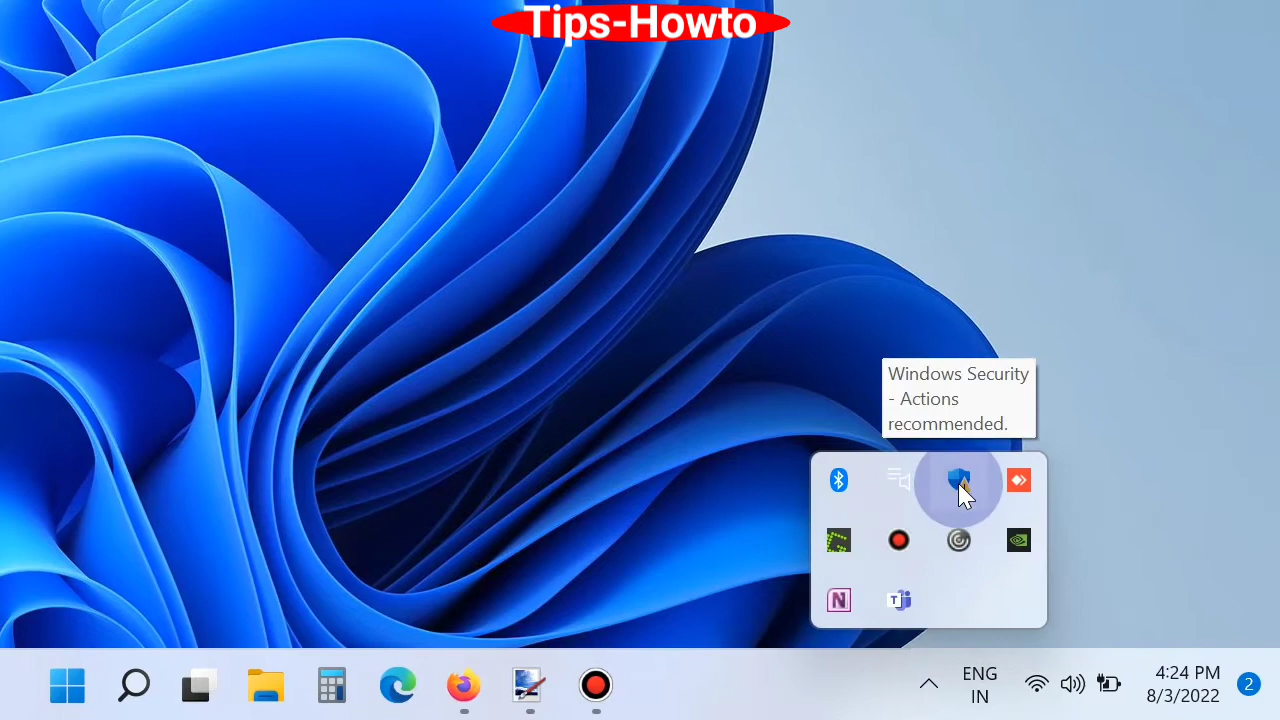 Tips-Howto
Windows Security
- Actions
recommended.
N
T
ENG
IN
4:24 PM
8/3/2022
2